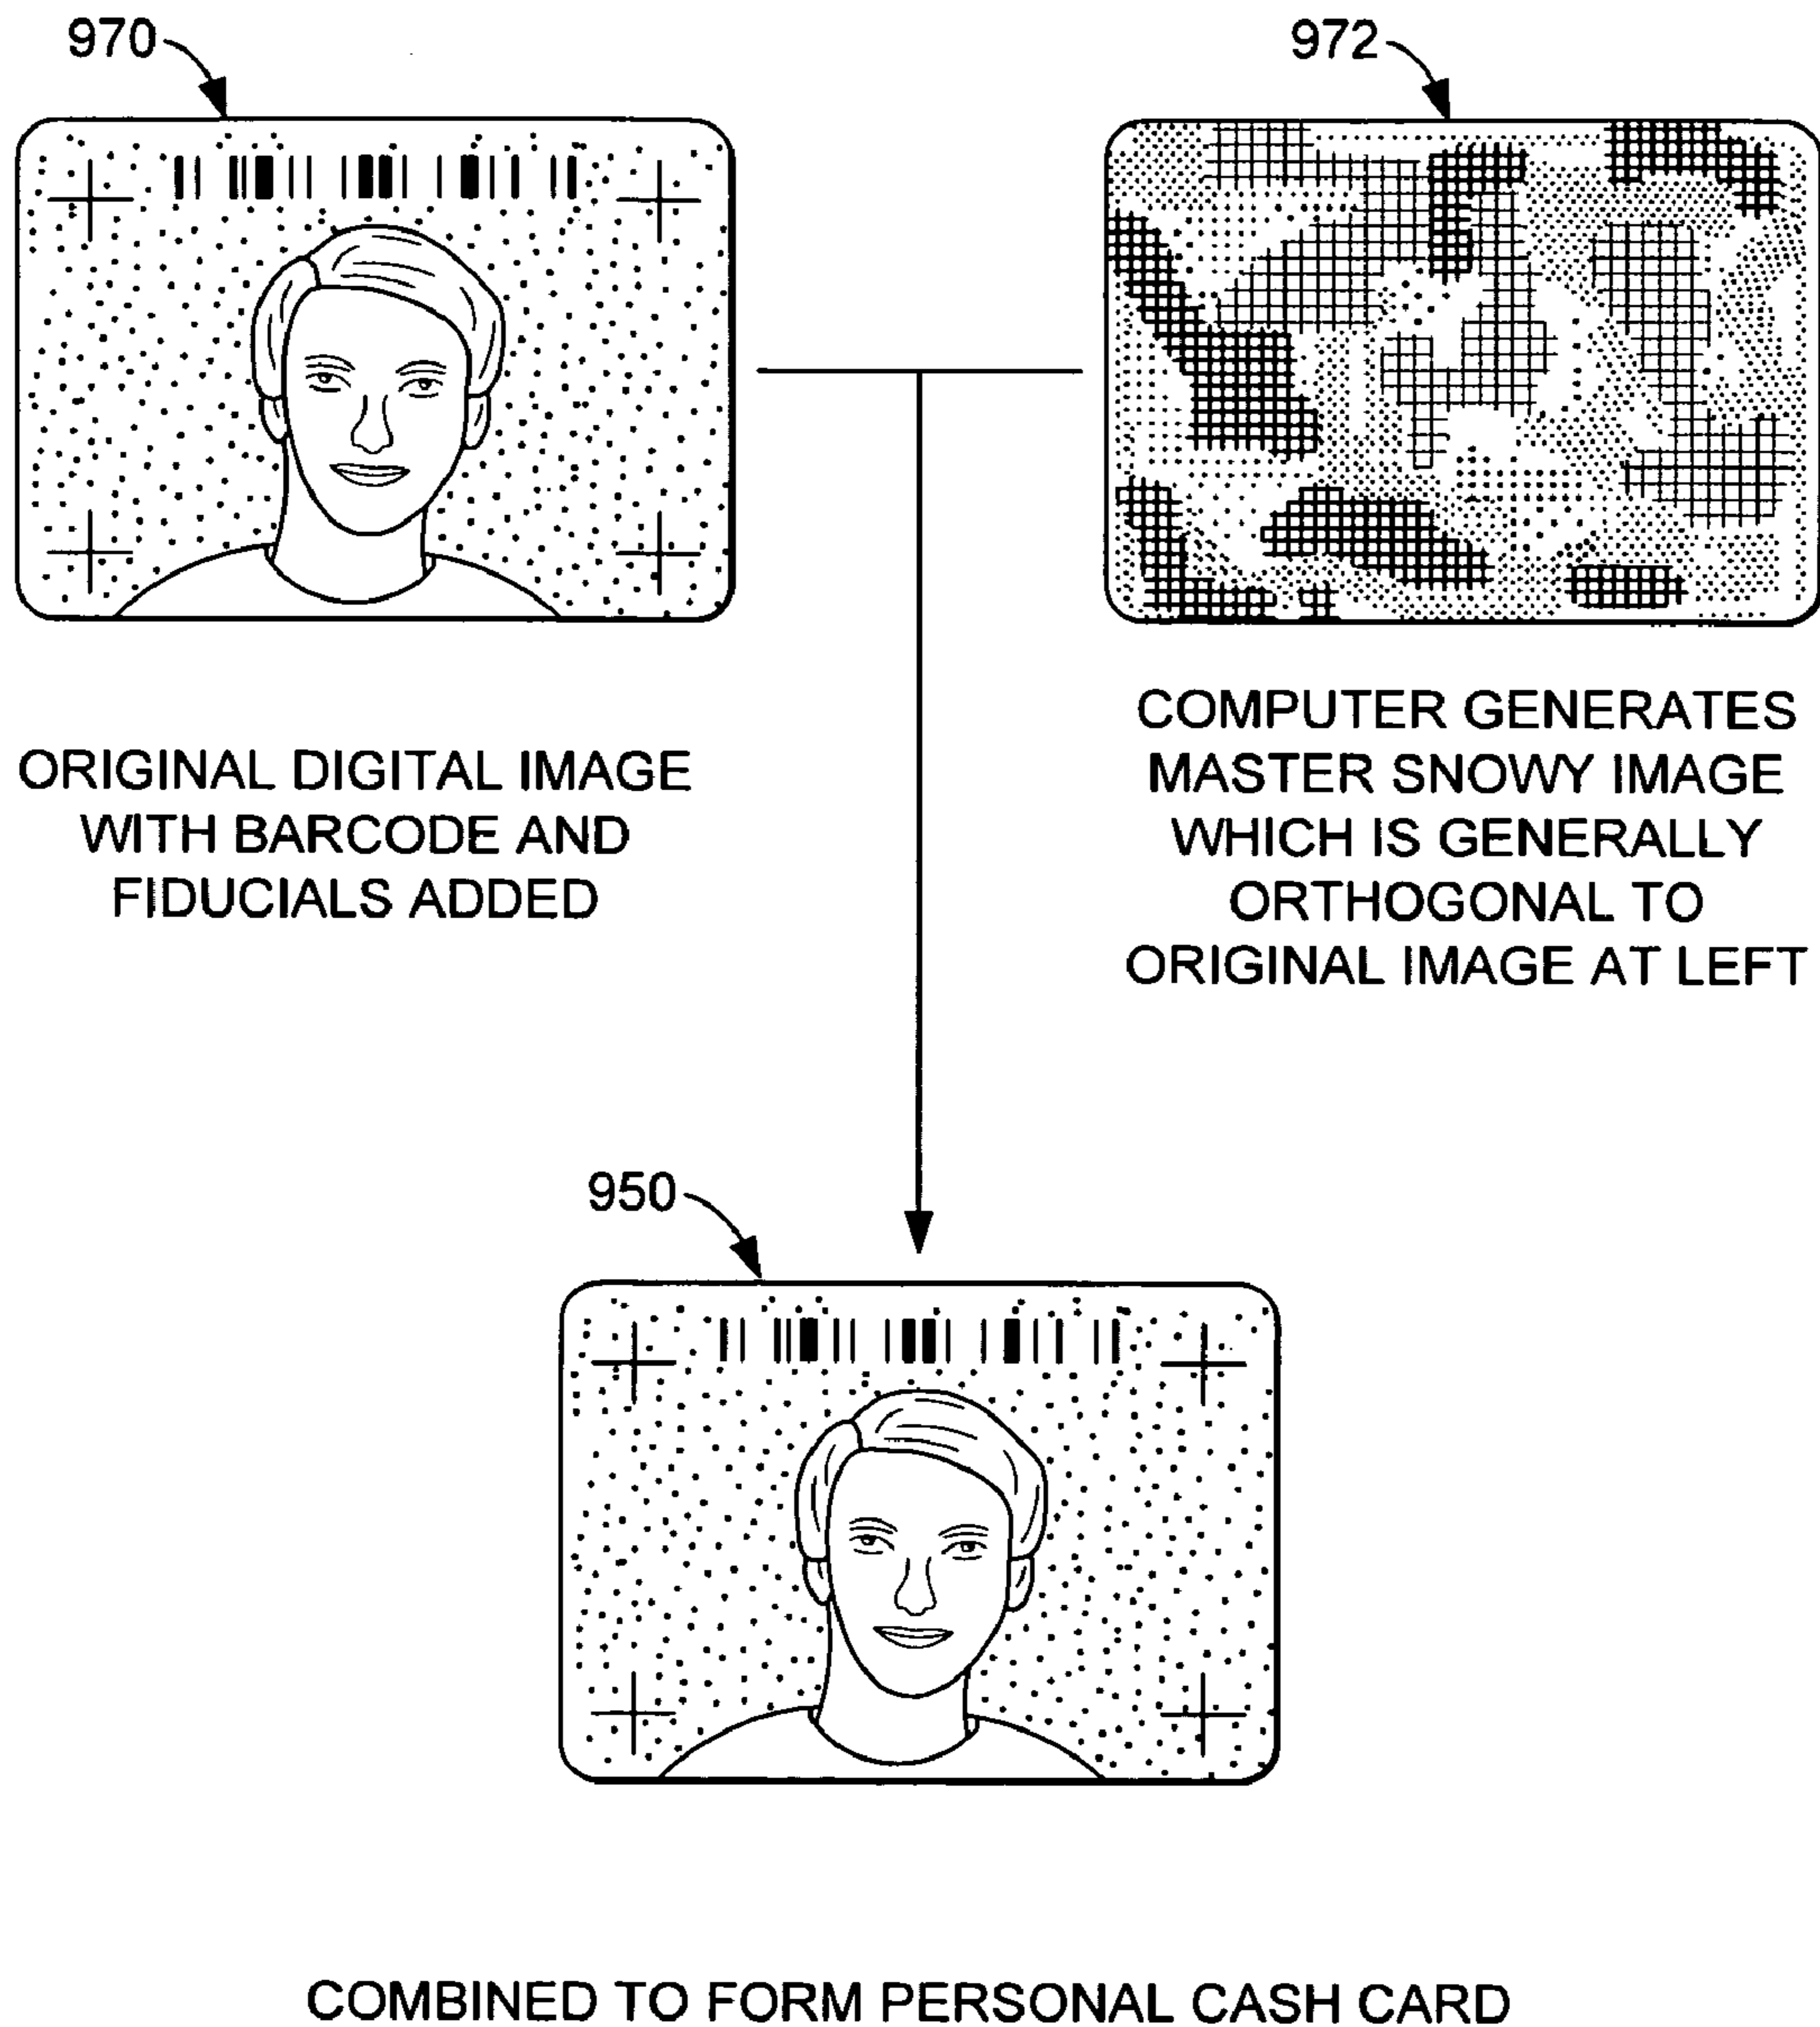 970
972
ORIGINAL DIGITAL IMAGE
WITH BARCODE AND
FIDUCIALS ADDED
COMPUTER GENERATES
MASTER SNOWY IMAGE
WHICH IS GENERALLY
ORTHOGONAL TO
ORIGINAL IMAGE AT LEFT
950
COMBINED TO FORM PERSONAL CASH CARD